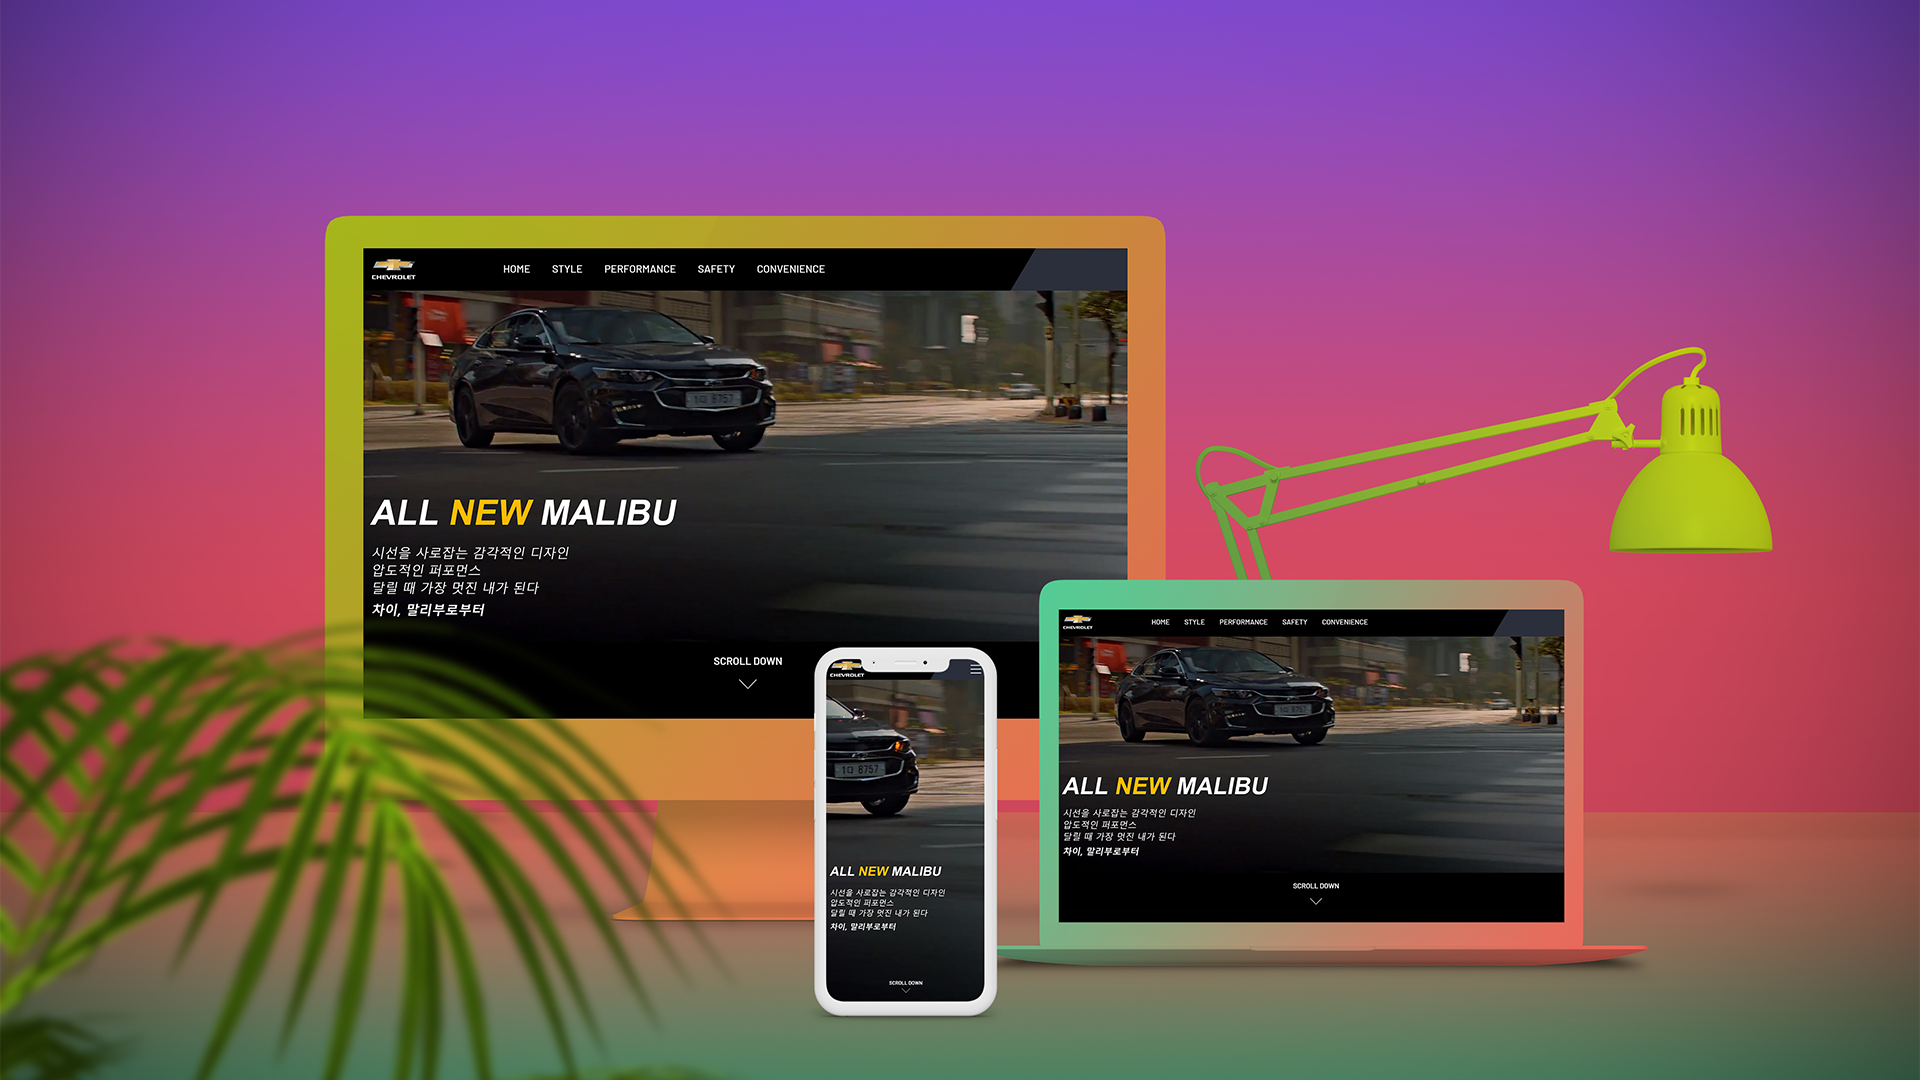 CHEVROLET
HOME STYLE PERFORMANCE SAFETY CONVENIENCE
8757
ALL NEW MALIBU
시선을 사로잡는 감각적인 디자인
압도적인 퍼포먼스
달릴 때 가장 멋진 내가 된다
차이, 말리부로부터
SCROLL DOWN
CHEVROLET
8757
ALL NEW MALIBU
시선을 사로잡는 감각적인 디자인
압도적인 퍼포먼스
달릴 때 가장 멋진 내가 된다
차이, 말리부로부터
SCROLL DOWN
CHEVROLET
HOME STYLE PERFORMANCE SAFETY CONVENIENCE
8757
ALL NEW MALIBU
시선을 사로잡는 감각적인 디자인
압도적인 퍼포먼스
달릴 때 가장 멋진 내가 된다
차이, 말리부로부터
SCROLL DOWN